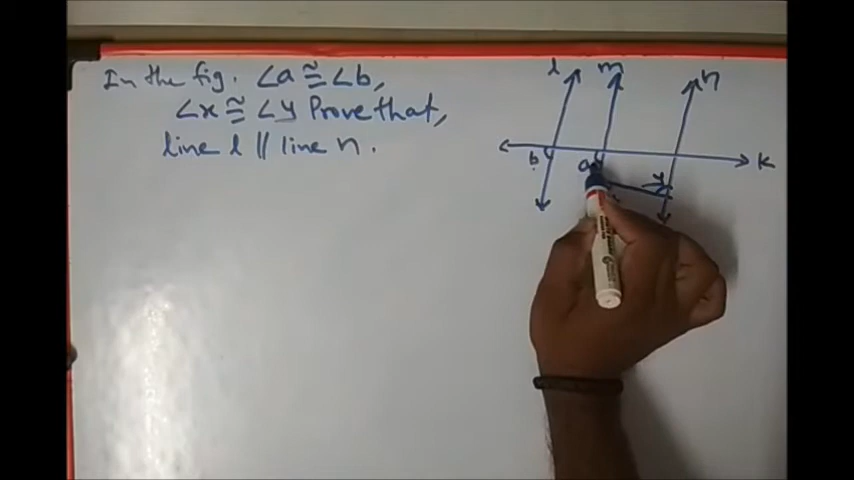 In the fig. ∠a ≅ ∠b,
∠x ≅ ∠y Prove that,
line l || line n.
l m n
b a y k